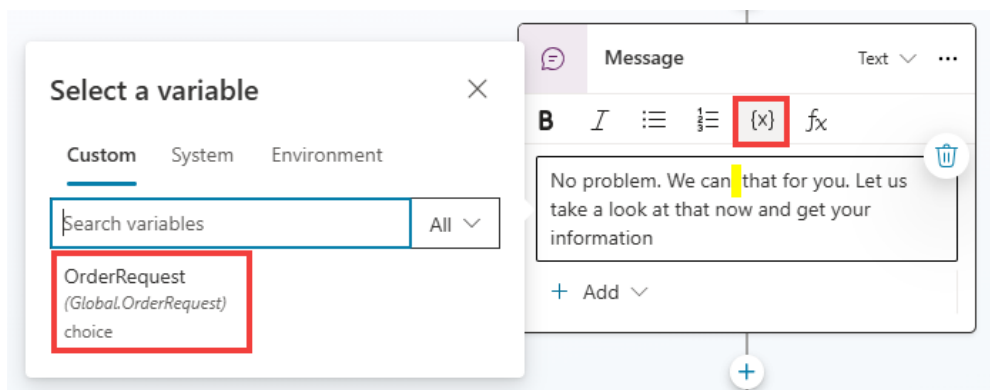 Select a variable
Custom System Environment
Search variables
All
OrderRequest
(Global.OrderRequest)
choice
Message
Text
B I {x} fx
No problem. We can that for you. Let us
take a look at that now and get your
information
+ Add